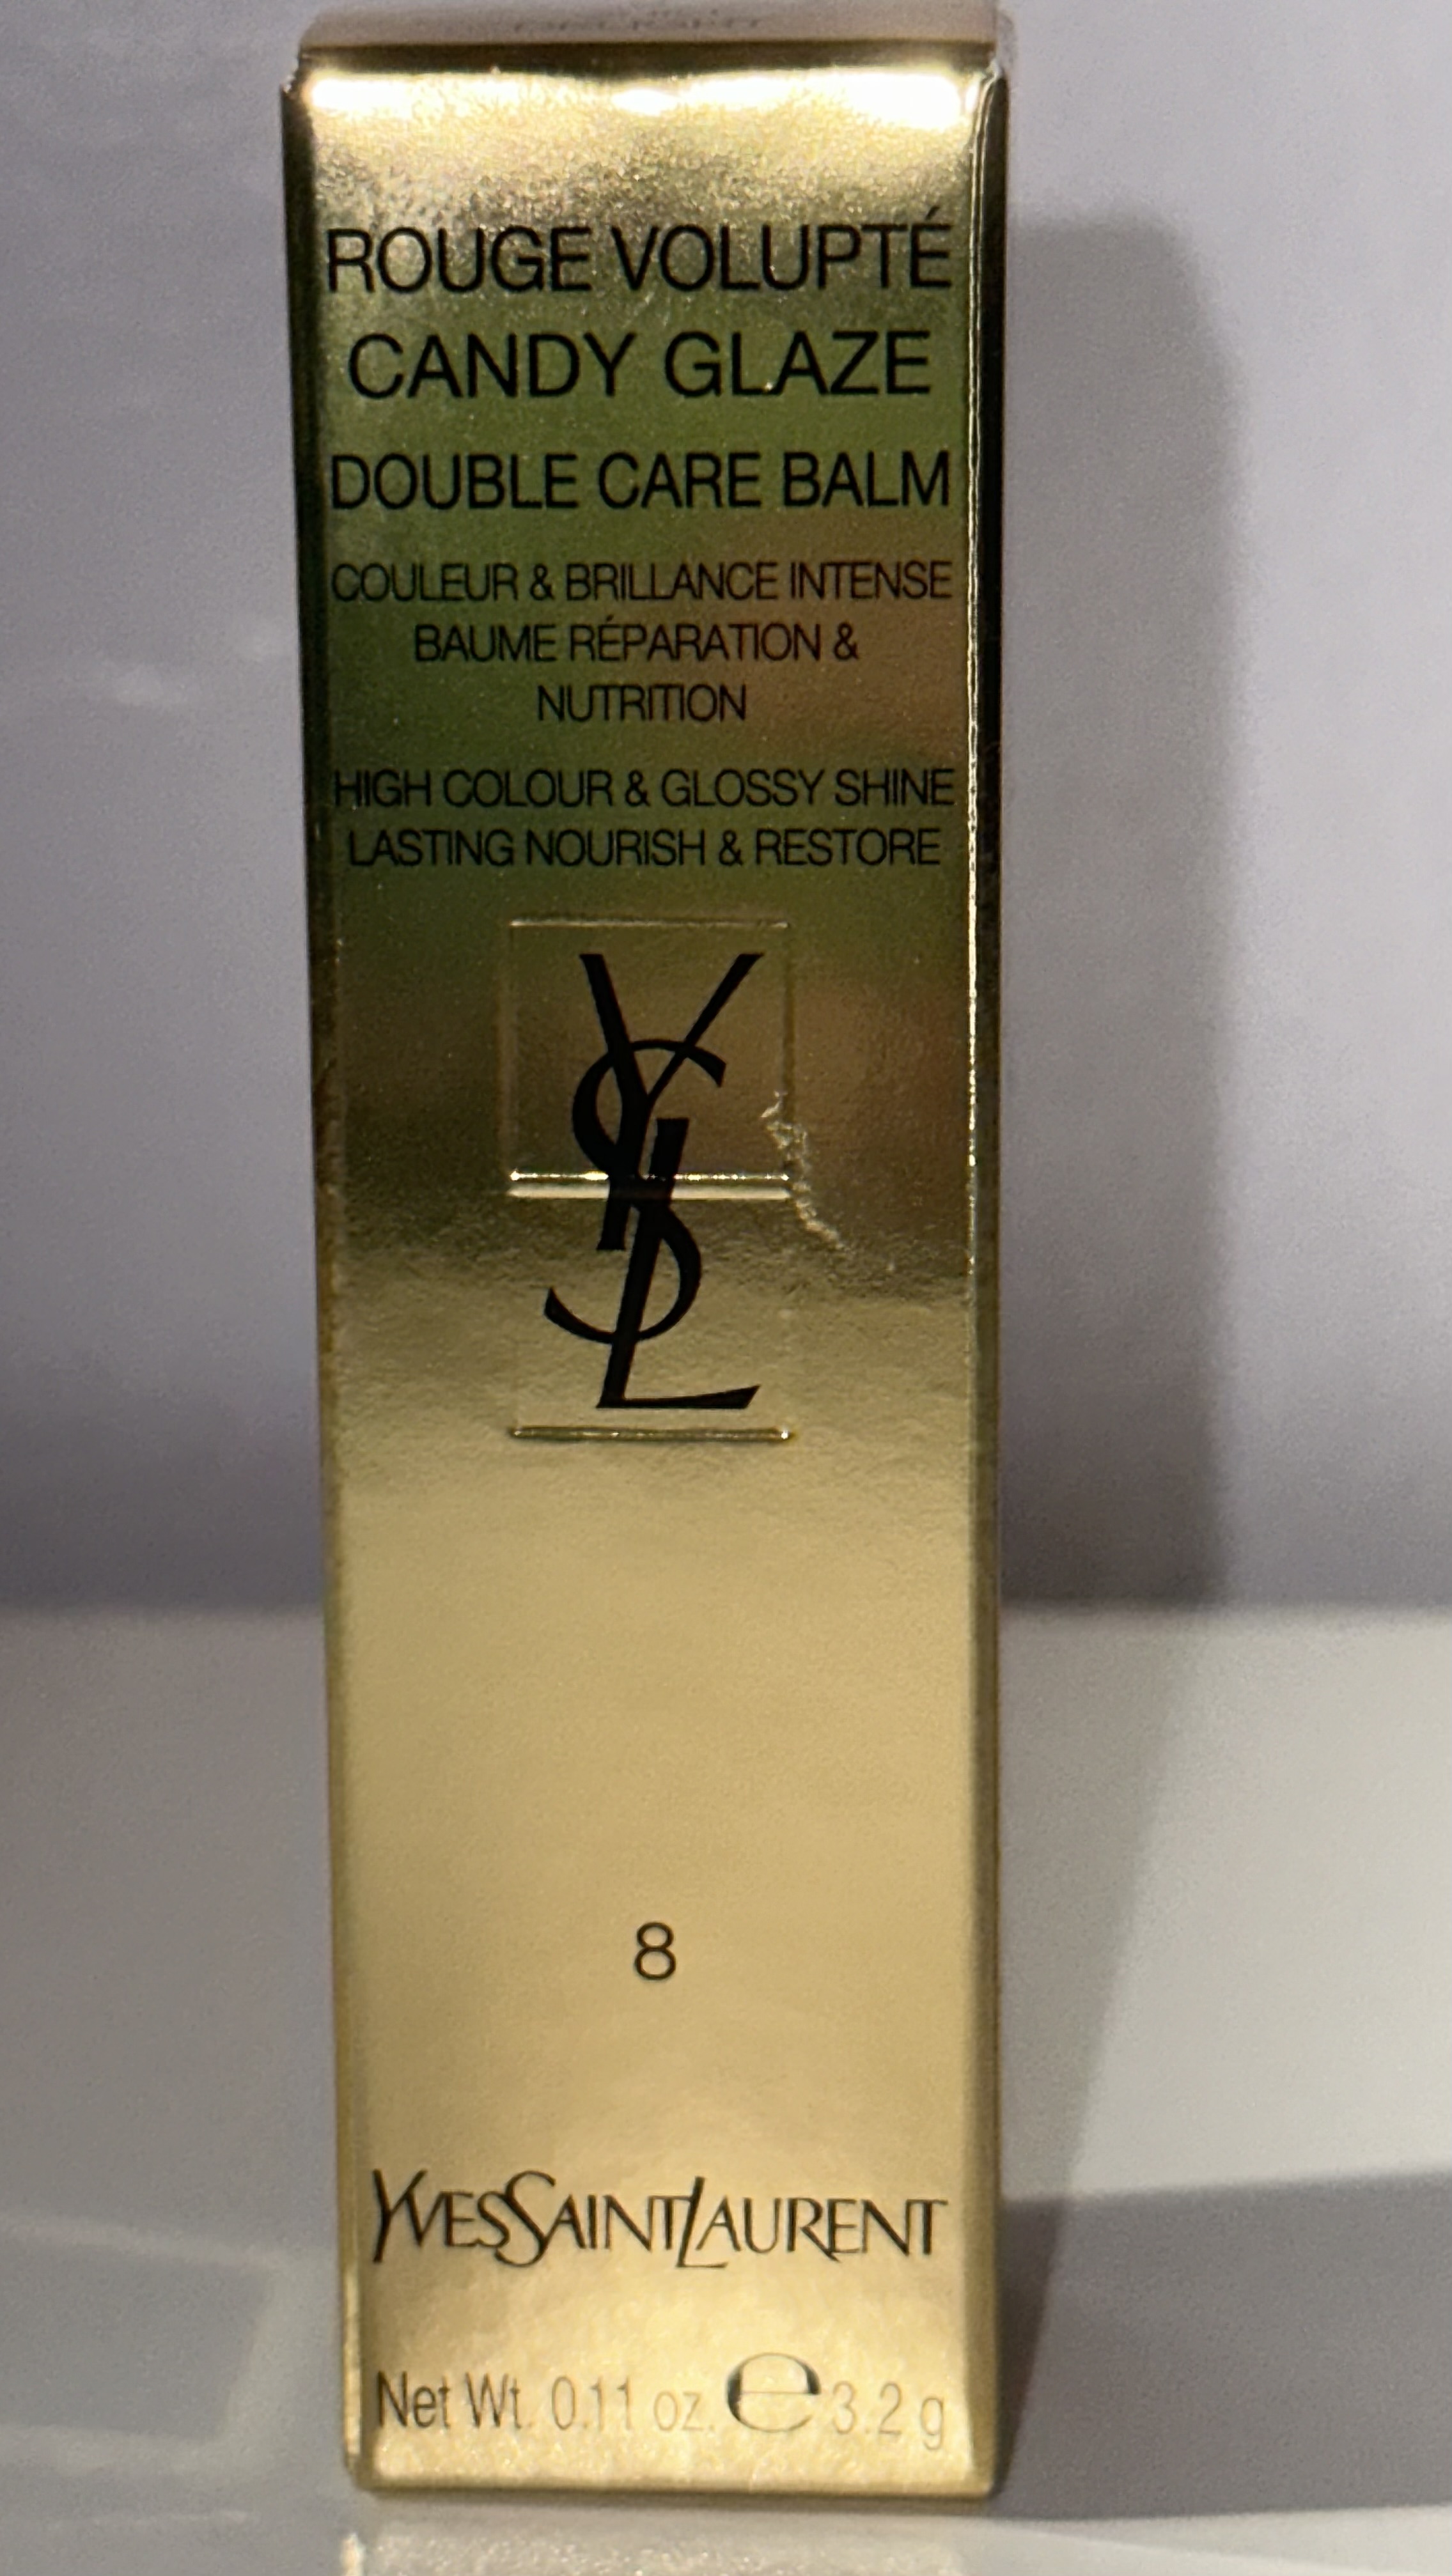 ROUGE VOLUPTÉ
CANDY GLAZE
DOUBLE CARE BALM
COULEUR & BRILLANCE INTENSE
BAUME RÉPARATION &
NUTRITION
HIGH COLOUR & GLOSSY SHINE
LASTING NOURISH & RESTORE
YSL
8
YVESSAINTLAURENT
Net Wt. 0.11 oz. ℮ 3.2 g